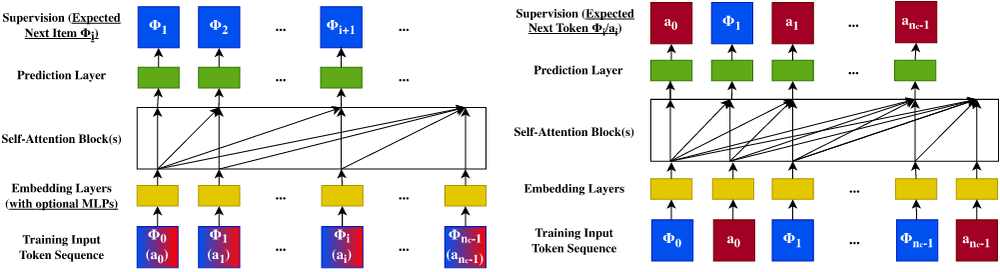 Supervision (Expected
Next Item Φi)
Φ1
Φ2
...
Φi+1
...
Prediction Layer
...
...
Self-Attention Block(s)
Embedding Layers
(with optional MLPs)
...
...
Training Input
Token Sequence
Φ0
(a0)
Φ1
(a1)
...
Φi
(ai)
...
Φnc-1
(anc-1)
Supervision (Expected
Next Token Φi/ai)
a0
Φ1
a1
...
anc-1
Prediction Layer
...
Self-Attention Block(s)
Embedding Layers
...
Training Input
Token Sequence
Φ0
a0
Φ1
...
Φnc-1
anc-1